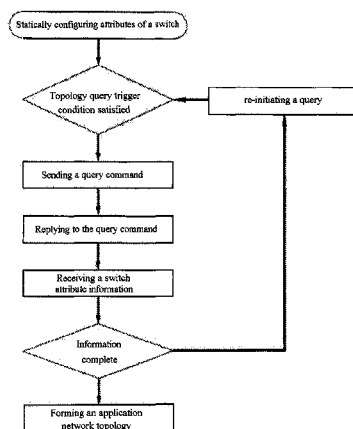 Statically configuring attributes of a switch
Topology query trigger
condition satisfied
re-initiating a query
Sending a query command
Replying to the query command
Receiving a switch
attribute information
Information
complete
Forming an application
network topology